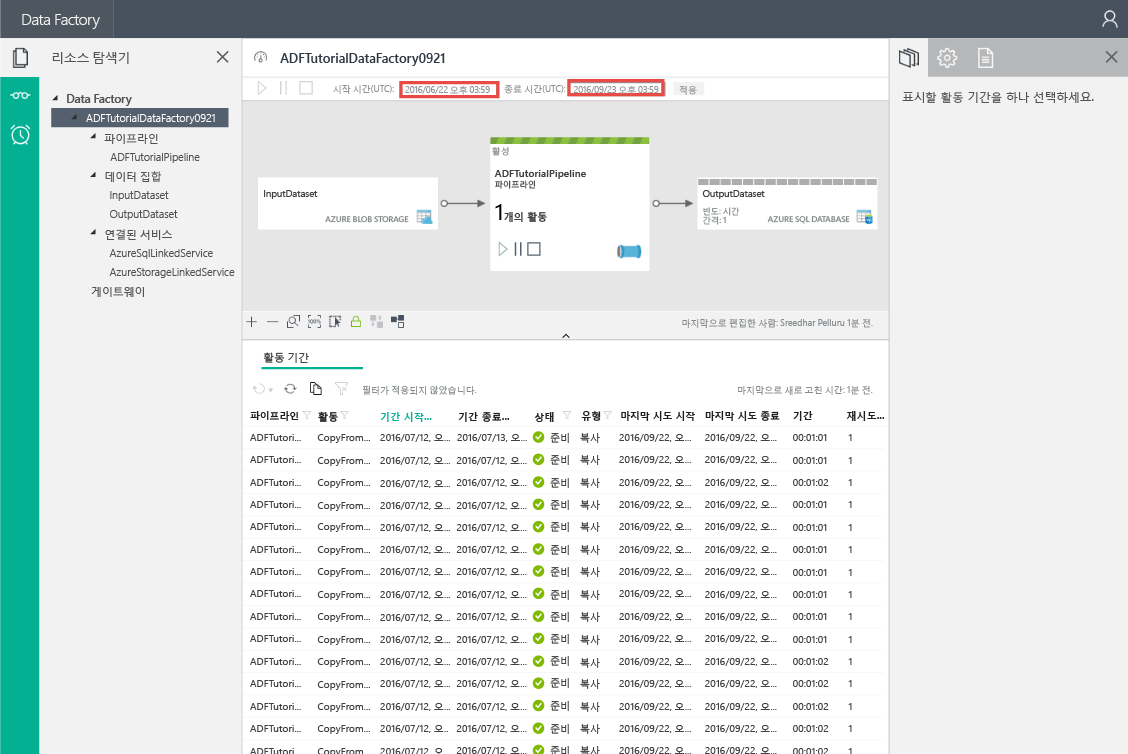 Data Factory
리소스 탐색기
Data Factory
ADFTutorialDataFactory0921
파이프라인
ADFTutorialPipeline
데이터 집합
InputDataset
OutputDataset
연결된 서비스
AzureSqlLinkedService
AzureStorageLinkedService
게이트웨이
ADFTutorialDataFactory0921
시작 시간(UTC): 2016/06/22 오후 03:59 종료 시간(UTC): 2016/09/23 오후 03:59 적용
InputDataset
AZURE BLOB STORAGE
활성
ADFTutorialPipeline
파이프라인
1개의 활동
OutputDataset
빈도: 시간
간격: 1
AZURE SQL DATABASE
100%
마지막으로 편집한 사람: Sreedhar Pelluru 1분 전.
활동 기간
필터가 적용되지 않았습니다. 마지막으로 새로 고친 시간: 1분 전.
파이프라인 활동 기간 시작... 기간 종료... 상태 유형 마지막 시도 시작 마지막 시도 종료 기간 재시도...
ADFTutori... CopyFrom... 2016/07/12, 오... 2016/07/13, 오... 준비 복사 2016/09/22, 오... 2016/09/22, 오... 00:01:01 1
ADFTutori... CopyFrom... 2016/07/12, 오... 2016/07/12, 오... 준비 복사 2016/09/22, 오... 2016/09/22, 오... 00:01:01 1
ADFTutori... CopyFrom... 2016/07/12, 오... 2016/07/12, 오... 준비 복사 2016/09/22, 오... 2016/09/22, 오... 00:01:02 1
ADFTutori... CopyFrom... 2016/07/12, 오... 2016/07/12, 오... 준비 복사 2016/09/22, 오... 2016/09/22, 오... 00:01:01 1
ADFTutori... CopyFrom... 2016/07/12, 오... 2016/07/12, 오... 준비 복사 2016/09/22, 오... 2016/09/22, 오... 00:01:01 1
ADFTutori... CopyFrom... 2016/07/12, 오... 2016/07/12, 오... 준비 복사 2016/09/22, 오... 2016/09/22, 오... 00:01:01 1
ADFTutori... CopyFrom... 2016/07/12, 오... 2016/07/12, 오... 준비 복사 2016/09/22, 오... 2016/09/22, 오... 00:01:01 1
ADFTutori... CopyFrom... 2016/07/12, 오... 2016/07/12, 오... 준비 복사 2016/09/22, 오... 2016/09/22, 오... 00:01:02 1
ADFTutori... CopyFrom... 2016/07/12, 오... 2016/07/12, 오... 준비 복사 2016/09/22, 오... 2016/09/22, 오... 00:01:01 1
ADFTutori... CopyFrom... 2016/07/12, 오... 2016/07/12, 오... 준비 복사 2016/09/22, 오... 2016/09/22, 오... 00:01:01 1
ADFTutori... CopyFrom... 2016/07/12, 오... 2016/07/12, 오... 준비 복사 2016/09/22, 오... 2016/09/22, 오... 00:01:02 1
ADFTutori... CopyFrom... 2016/07/12, 오... 2016/07/12, 오... 준비 복사 2016/09/22, 오... 2016/09/22, 오... 00:01:02 1
ADFTutori... CopyFrom... 2016/07/12, 오... 2016/07/12, 오... 준비 복사 2016/09/22, 오... 2016/09/22, 오... 00:01:02 1
ADFTutori... CopyFrom... 2016/07/12, 오... 2016/07/12, 오... 준비 복사 2016/09/22, 오... 2016/09/22, 오... 00:01:01 1
ADFTutori... CopyFrom... 2016/07/12, 오... 2016/07/12, 오... 준비 복사 2016/09/22, 오... 2016/09/22, 오... 00:01:02 1
표시할 활동 기간을 하나 선택하세요.